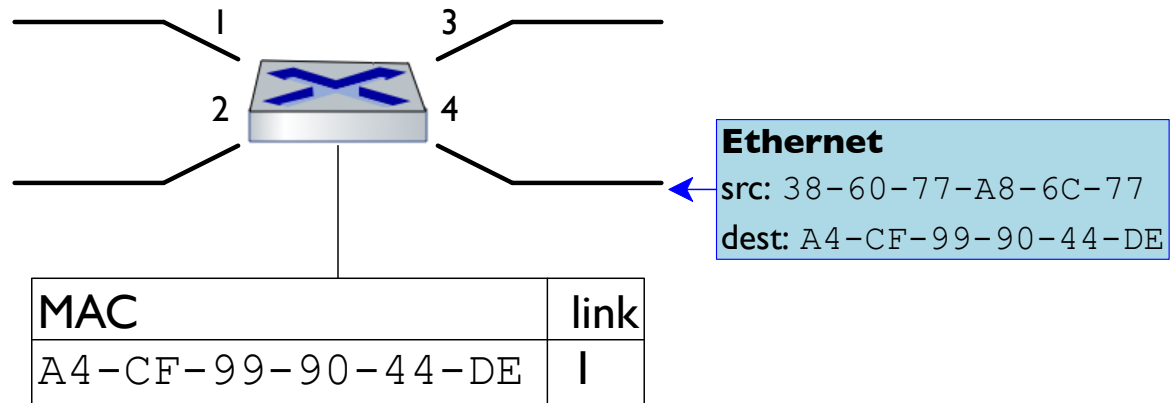 1 3
2 4
Ethernet
src: 38-60-77-A8-6C-77
dest: A4-CF-99-90-44-DE
MAC link
A4-CF-99-90-44-DE 1